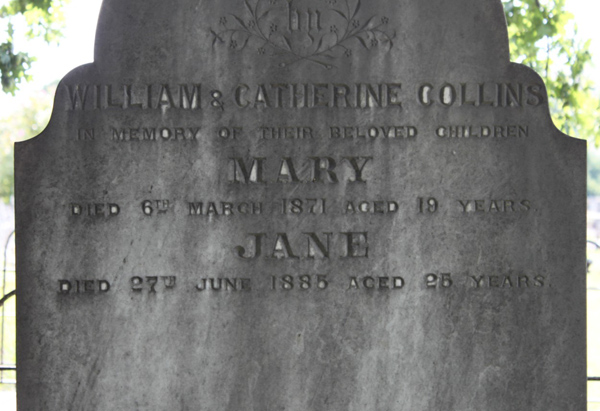 WILLIAM & CATHERINE COLLINS
IN MEMORY OF THEIR BELOVED CHILDREN
MARY
DIED 6TH MARCH 1871 AGED 19 YEARS.
JANE
DIED 27TH JUNE 1885 AGED 25 YEARS.